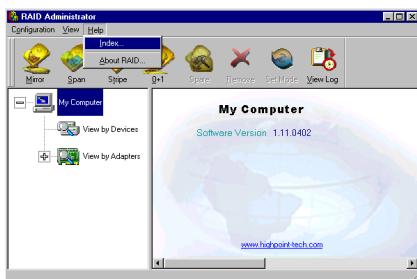 RAID Administrator
Configuration View Help
Index...
About RAID...
Mirror Span Stripe 0+1 Spare Remove Set Mode View Log
My Computer
View by Devices
View by Adapters
My Computer
Software Version 1.11.0402
www.highpoint-tech.com